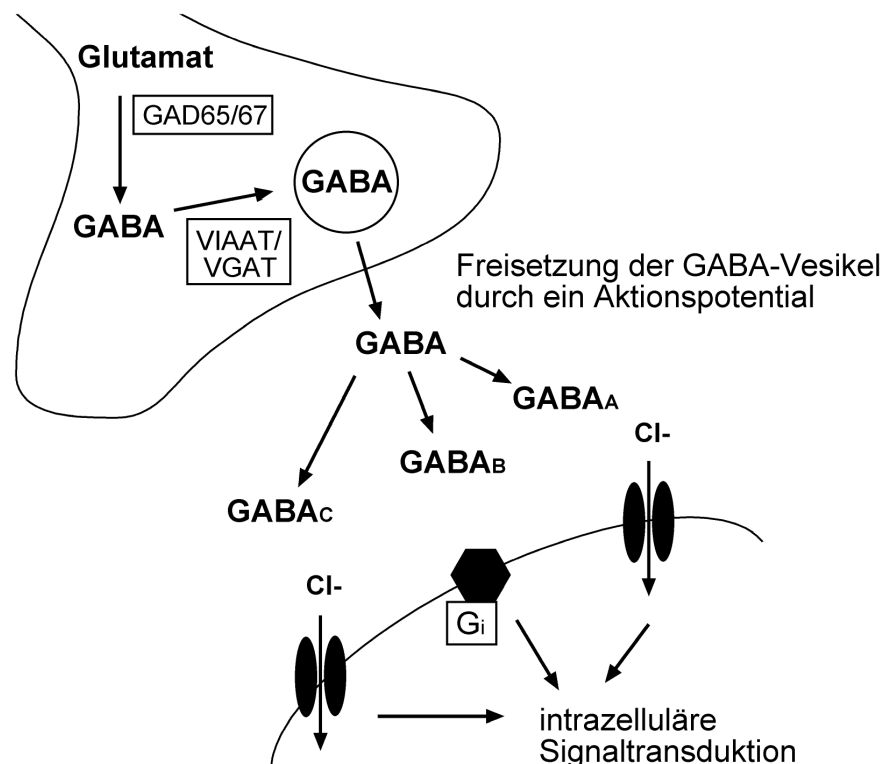 Glutamat
GAD65/67
GABA
GABA
VIAAT/
VGAT
Freisetzung der GABA-Vesikel
durch ein Aktionspotential
GABA
GABAA
Cl-
GABAB
GABAC
Cl-
Gi
intrazelluläre
Signaltransduktion